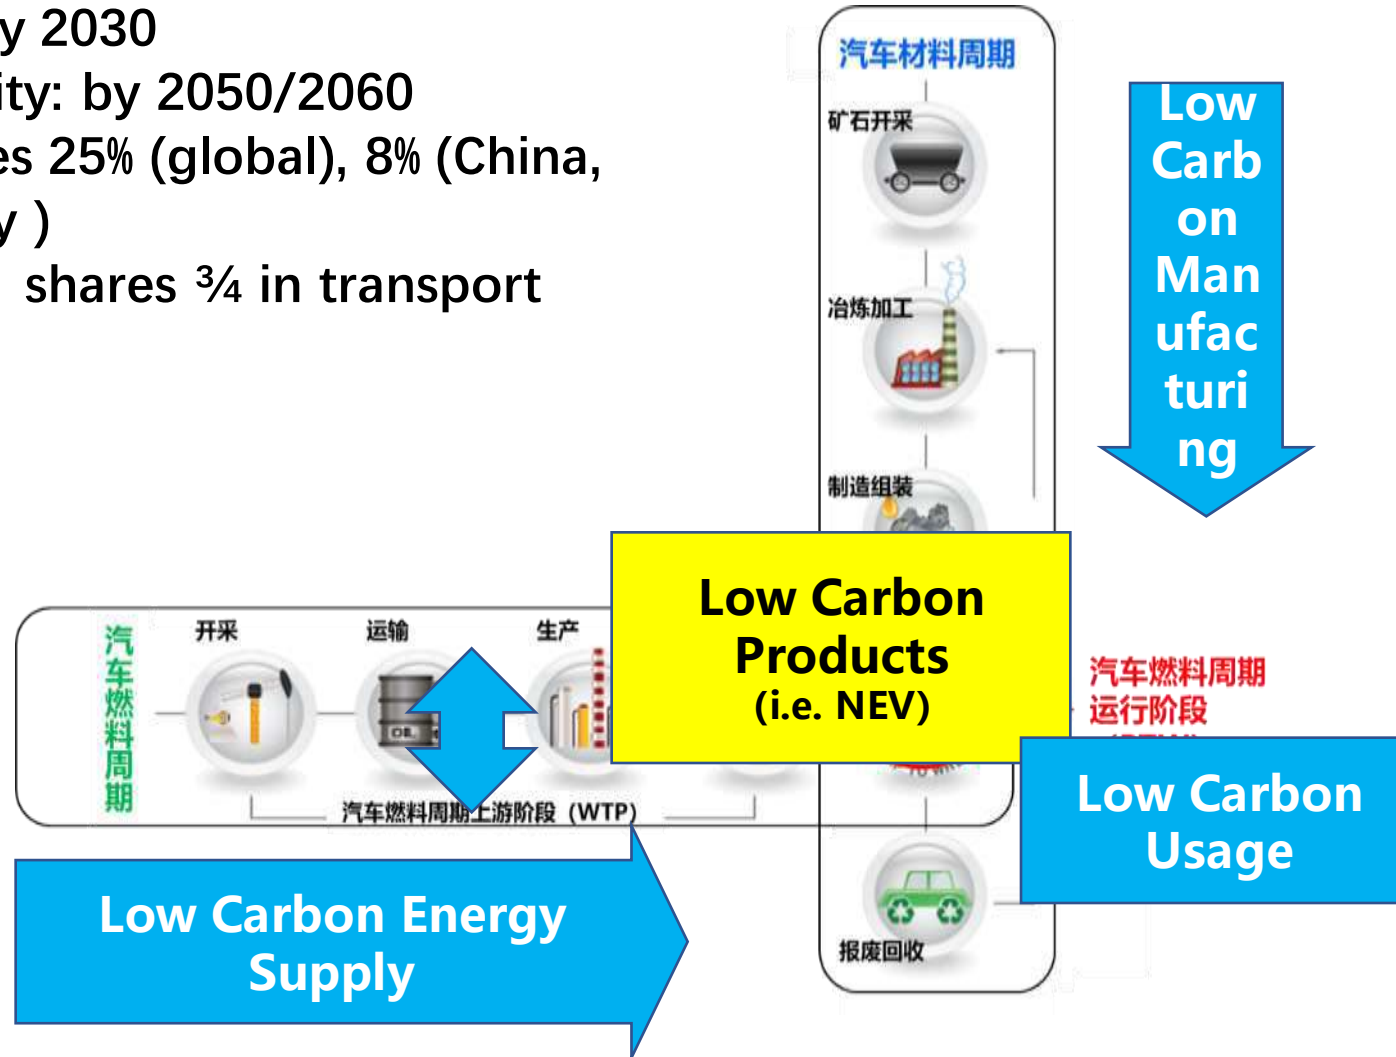 y 2030
ity: by 2050/2060
es 25% (global), 8% (China,
y )
shares ¾ in transport
汽车材料周期
矿石开采
冶炼加工
制造组装
Low
Carb
on
Man
ufac
turi
ng
Low Carbon
Products
(i.e. NEV)
汽车燃料周期
开采
运输
生产
OIL
汽车燃料周期上游阶段 (WTP)
汽车燃料周期
运行阶段
Low Carbon
Usage
Low Carbon Energy
Supply
报废回收